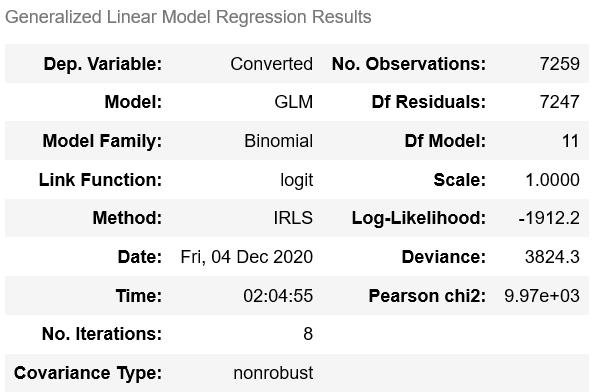 Generalized Linear Model Regression Results
Dep. Variable: Converted No. Observations: 7259
Model: GLM Df Residuals: 7247
Model Family: Binomial Df Model: 11
Link Function: logit Scale: 1.0000
Method: IRLS Log-Likelihood: -1912.2
Date: Fri, 04 Dec 2020 Deviance: 3824.3
Time: 02:04:55 Pearson chi2: 9.97e+03
No. Iterations: 8
Covariance Type: nonrobust